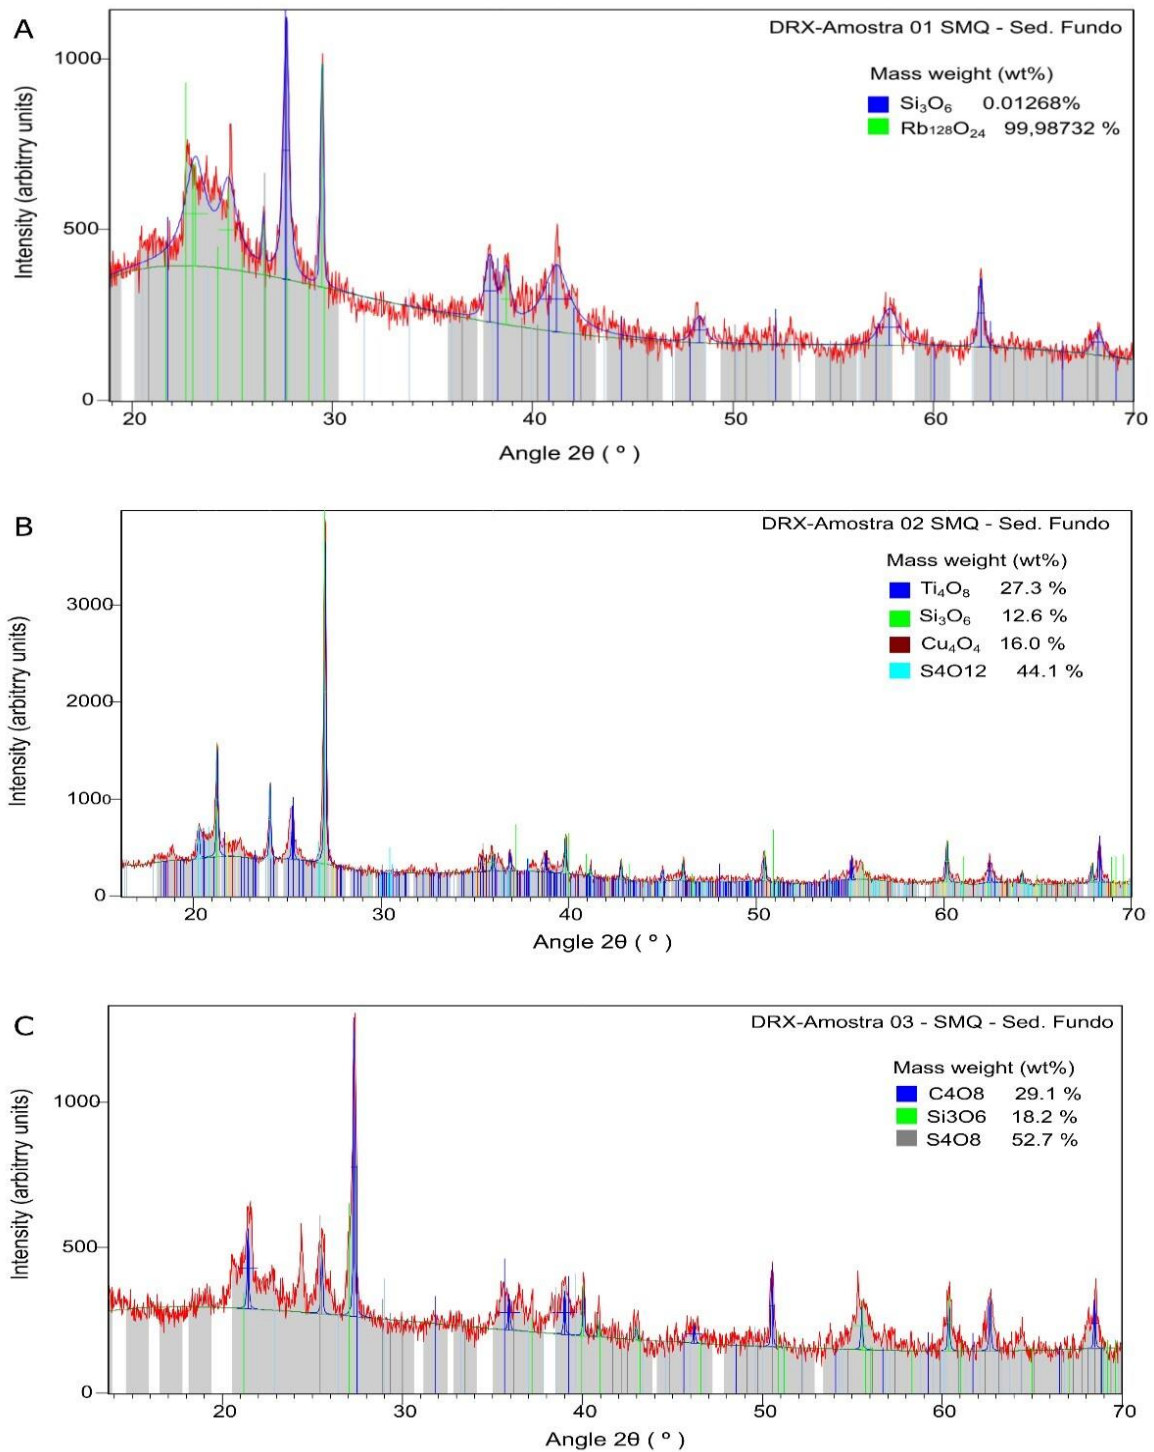 A
DRX-Amostra 01 SMQ - Sed. Fundo
Mass weight (wt%)
Si₃O₆ 0.01268%
Rb₁₂₈O₂₄ 99,98732 %
Intensity (arbitrry units)
1000
500
0
20 30 40 50 60 70
Angle 2θ ( º )
B
DRX-Amostra 02 SMQ - Sed. Fundo
Mass weight (wt%)
Ti₄O₈ 27.3 %
Si₃O₆ 12.6 %
Cu₄O₄ 16.0 %
S4O12 44.1 %
Intensity (arbitrry units)
3000
2000
1000
0
20 30 40 50 60 70
Angle 2θ ( º )
C
DRX-Amostra 03 - SMQ - Sed. Fundo
Mass weight (wt%)
C4O8 29.1 %
Si3O6 18.2 %
S4O8 52.7 %
Intensity (arbitrry units)
1000
500
0
20 30 40 50 60 70
Angle 2θ ( º )